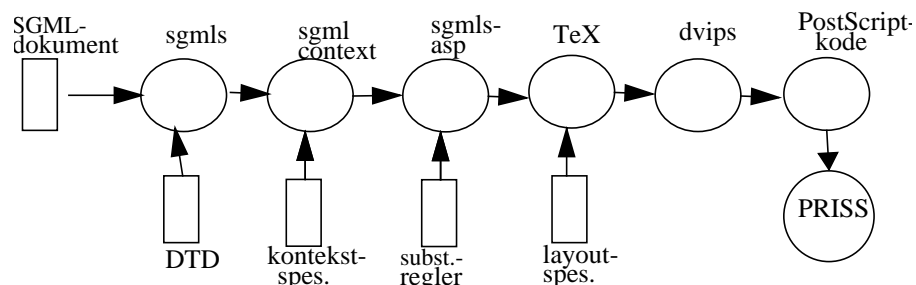 SGML-
dokument
sgmls
sgml
context
sgmls-
asp
TeX
dvips
PostScript-
kode
PRISS
DTD
kontekst-
spes.
subst.-
regler
layout-
spes.